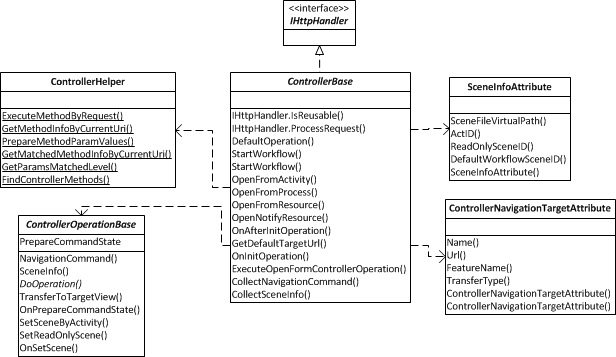 <<interface>>
IHttpHandler
ControllerHelper
ExecuteMethodByRequest()
GetMethodInfoByCurrentUri()
PrepareMethodParamValues()
GetMatchedMethodInfoByCurrentUri()
GetParamsMatchedLevel()
FindControllerMethods()
ControllerBase
IHttpHandler.IsReusable()
IHttpHandler.ProcessRequest()
DefaultOperation()
StartWorkflow()
StartWorkflow()
OpenFromActivity()
OpenFromProcess()
OpenFromResource()
OpenNotifyResource()
OnAfterInitOperation()
GetDefaultTargetUrl()
OnInitOperation()
ExecuteOpenFormControllerOperation()
CollectNavigationCommand()
CollectSceneInfo()
SceneInfoAttribute
SceneFileVirtualPath()
ActID()
ReadOnlySceneID()
DefaultWorkflowSceneID()
SceneInfoAttribute()
ControllerOperationBase
PrepareCommandState
NavigationCommand()
SceneInfo()
DoOperation()
TransferToTargetView()
OnPrepareCommandState()
SetSceneByActivity()
SetReadOnlyScene()
OnSetScene()
ControllerNavigationTargetAttribute
Name()
Url()
FeatureName()
TransferType()
ControllerNavigationTargetAttribute()
ControllerNavigationTargetAttribute()